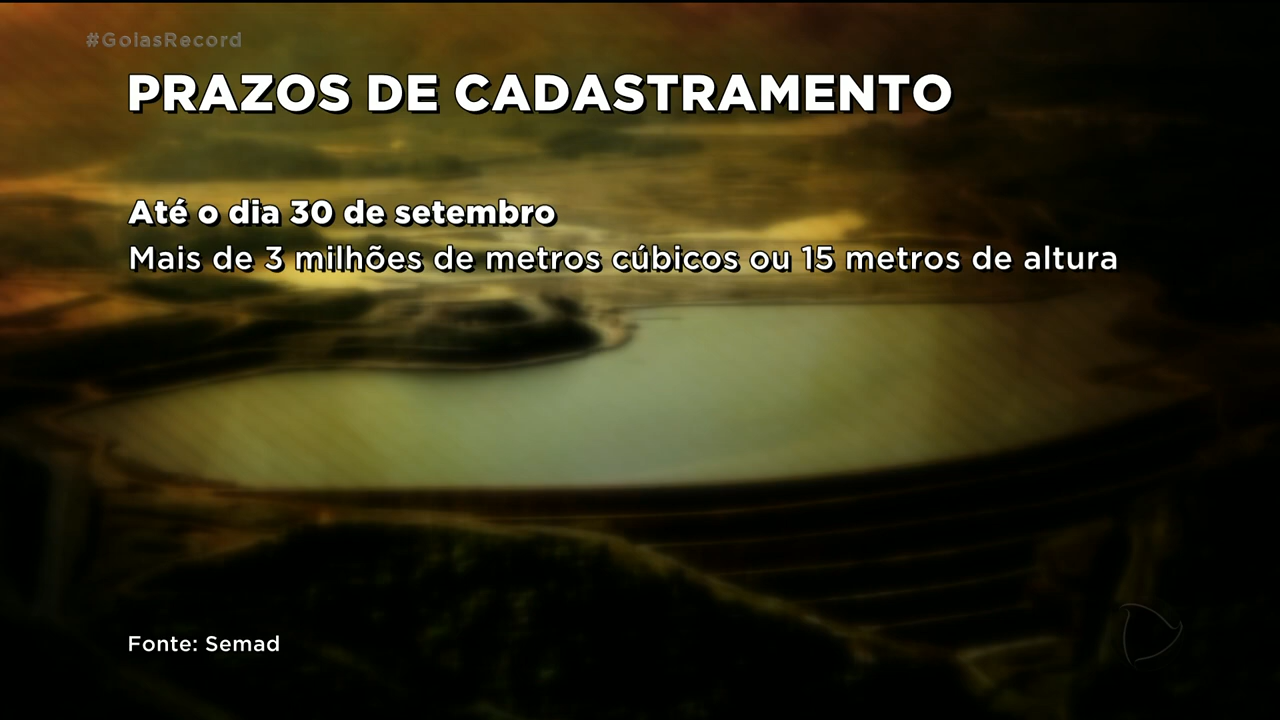 #GoiasRecord
PRAZOS DE CADASTRAMENTO
Até o dia 30 de setembro
Mais de 3 milhões de metros cúbicos ou 15 metros de altura
Fonte: Semad